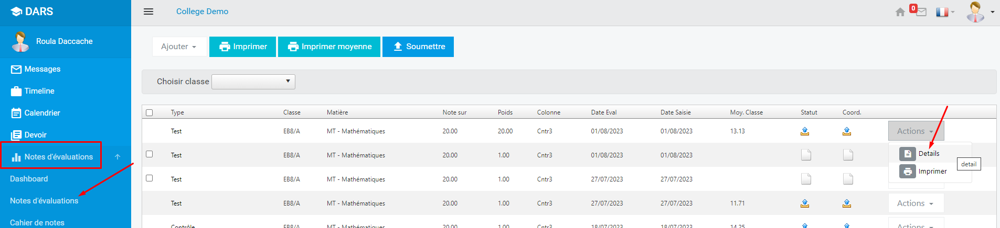 DARS
College Demo
0
Roula Daccache
Ajouter
Imprimer
Imprimer moyenne
Soumettre
Messages
Timeline
Calendrier
Devoir
Notes d'évaluations
Dashboard
Notes d'évaluations
Cahier de notes
Choisir classe
Type Classe Matière Note sur Poids Colonne Date Eval Date Saisie Moy. Classe Statut Coord.
Test EB8/A MT - Mathématiques 20.00 20.00 Cntr3 01/08/2023 01/08/2023 13.13 Actions
Test EB8/A MT - Mathématiques 20.00 1.00 Cntr3 01/08/2023 01/08/2023
Details
detail
Imprimer
Test EB8/A MT - Mathématiques 20.00 1.00 Cntr3 27/07/2023 27/07/2023
Test EB8/A MT - Mathématiques 20.00 1.00 Cntr3 27/07/2023 27/07/2023 11.71 Actions
Contrôle EB8/A MT - Mathématiques 20.00 1.00 Cntr3 18/07/2023 18/07/2023 14.25 Actions